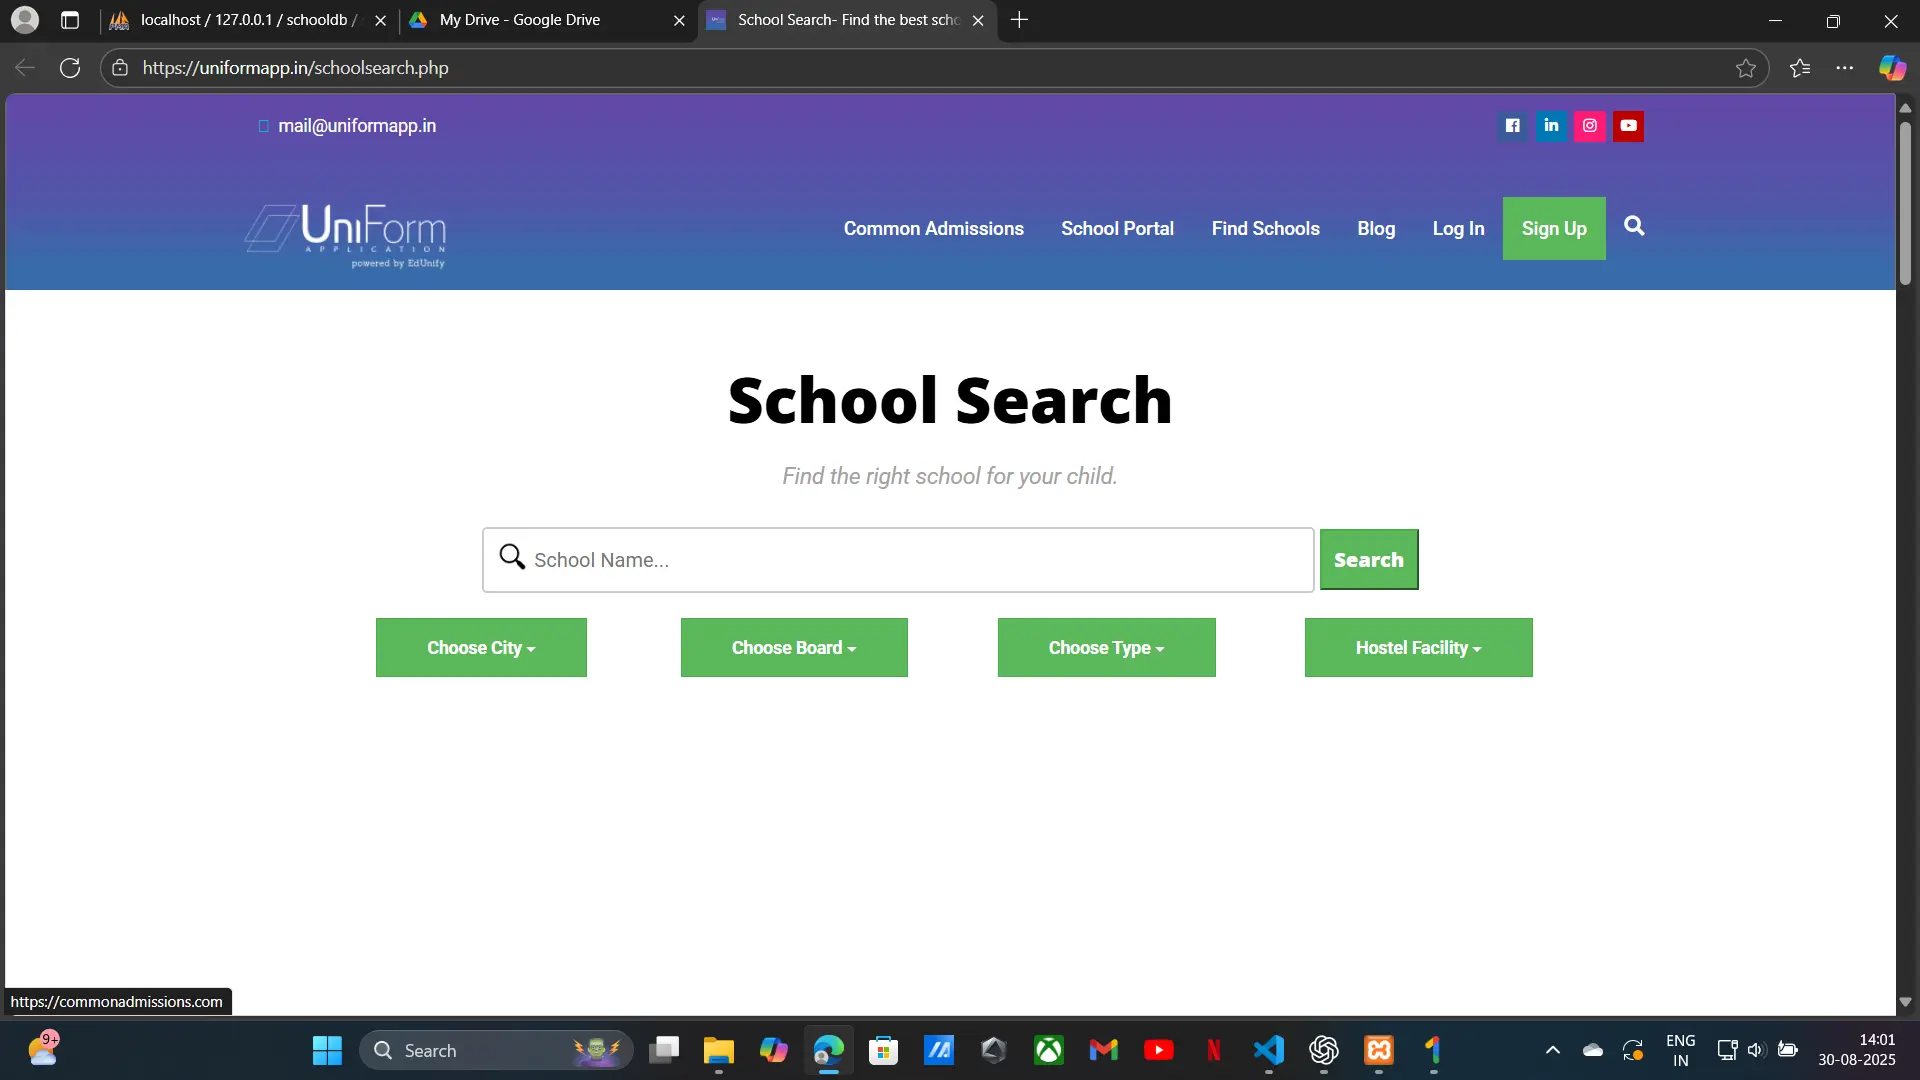 localhost / 127.0.0.1 / schooldb /
My Drive - Google Drive
School Search- Find the best scho
https://uniformapp.in/schoolsearch.php
mail@uniformapp.in
UniForm
APPLICATION
powered by EdUnify
Common Admissions
School Portal
Find Schools
Blog
Log In
Sign Up
School Search
Find the right school for your child.
School Name...
Search
Choose City
Choose Board
Choose Type
Hostel Facility
https://commonadmissions.com
9+
Search
ENG
IN
14:01
30-08-2025